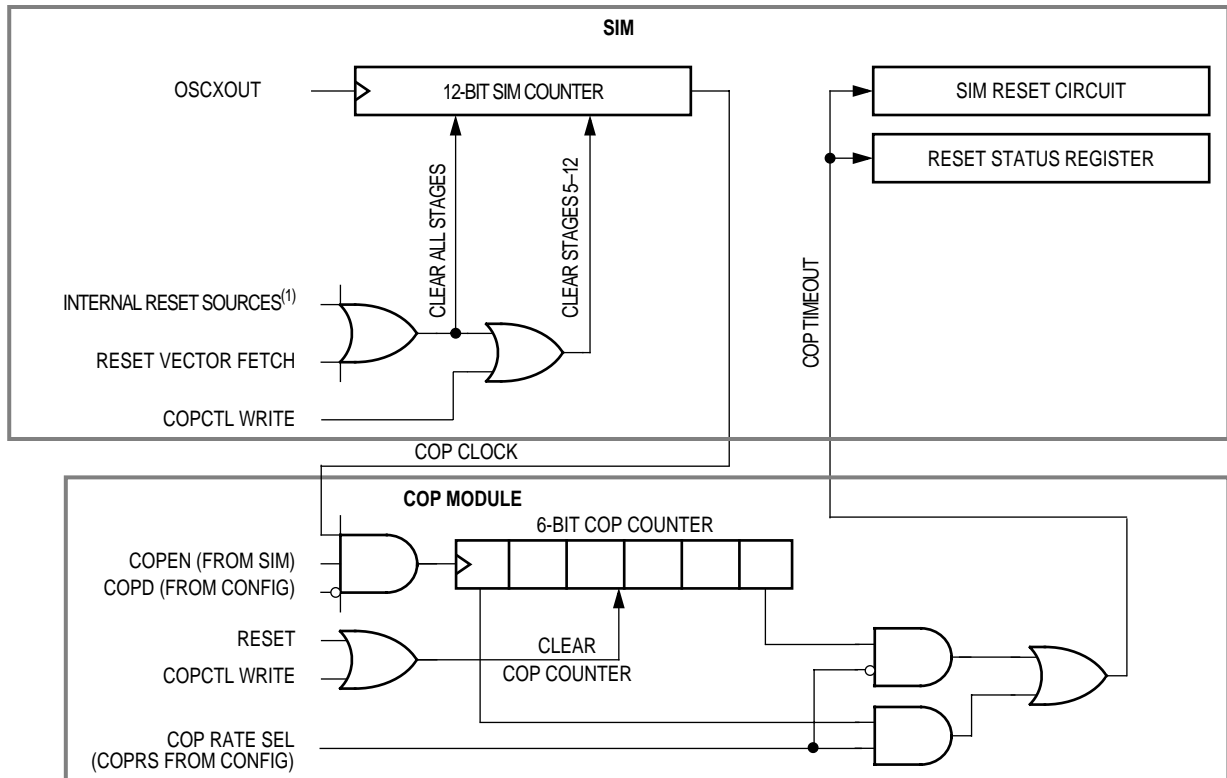 SIM
OSCXOUT
12-BIT SIM COUNTER
SIM RESET CIRCUIT
RESET STATUS REGISTER
CLEAR ALL STAGES
CLEAR STAGES 5–12
COP TIMEOUT
INTERNAL RESET SOURCES(1)
RESET VECTOR FETCH
COPCTL WRITE
COP CLOCK
COP MODULE
6-BIT COP COUNTER
COPEN (FROM SIM)
COPD (FROM CONFIG)
RESET
COPCTL WRITE
CLEAR
COP COUNTER
COP RATE SEL
(COPRS FROM CONFIG)